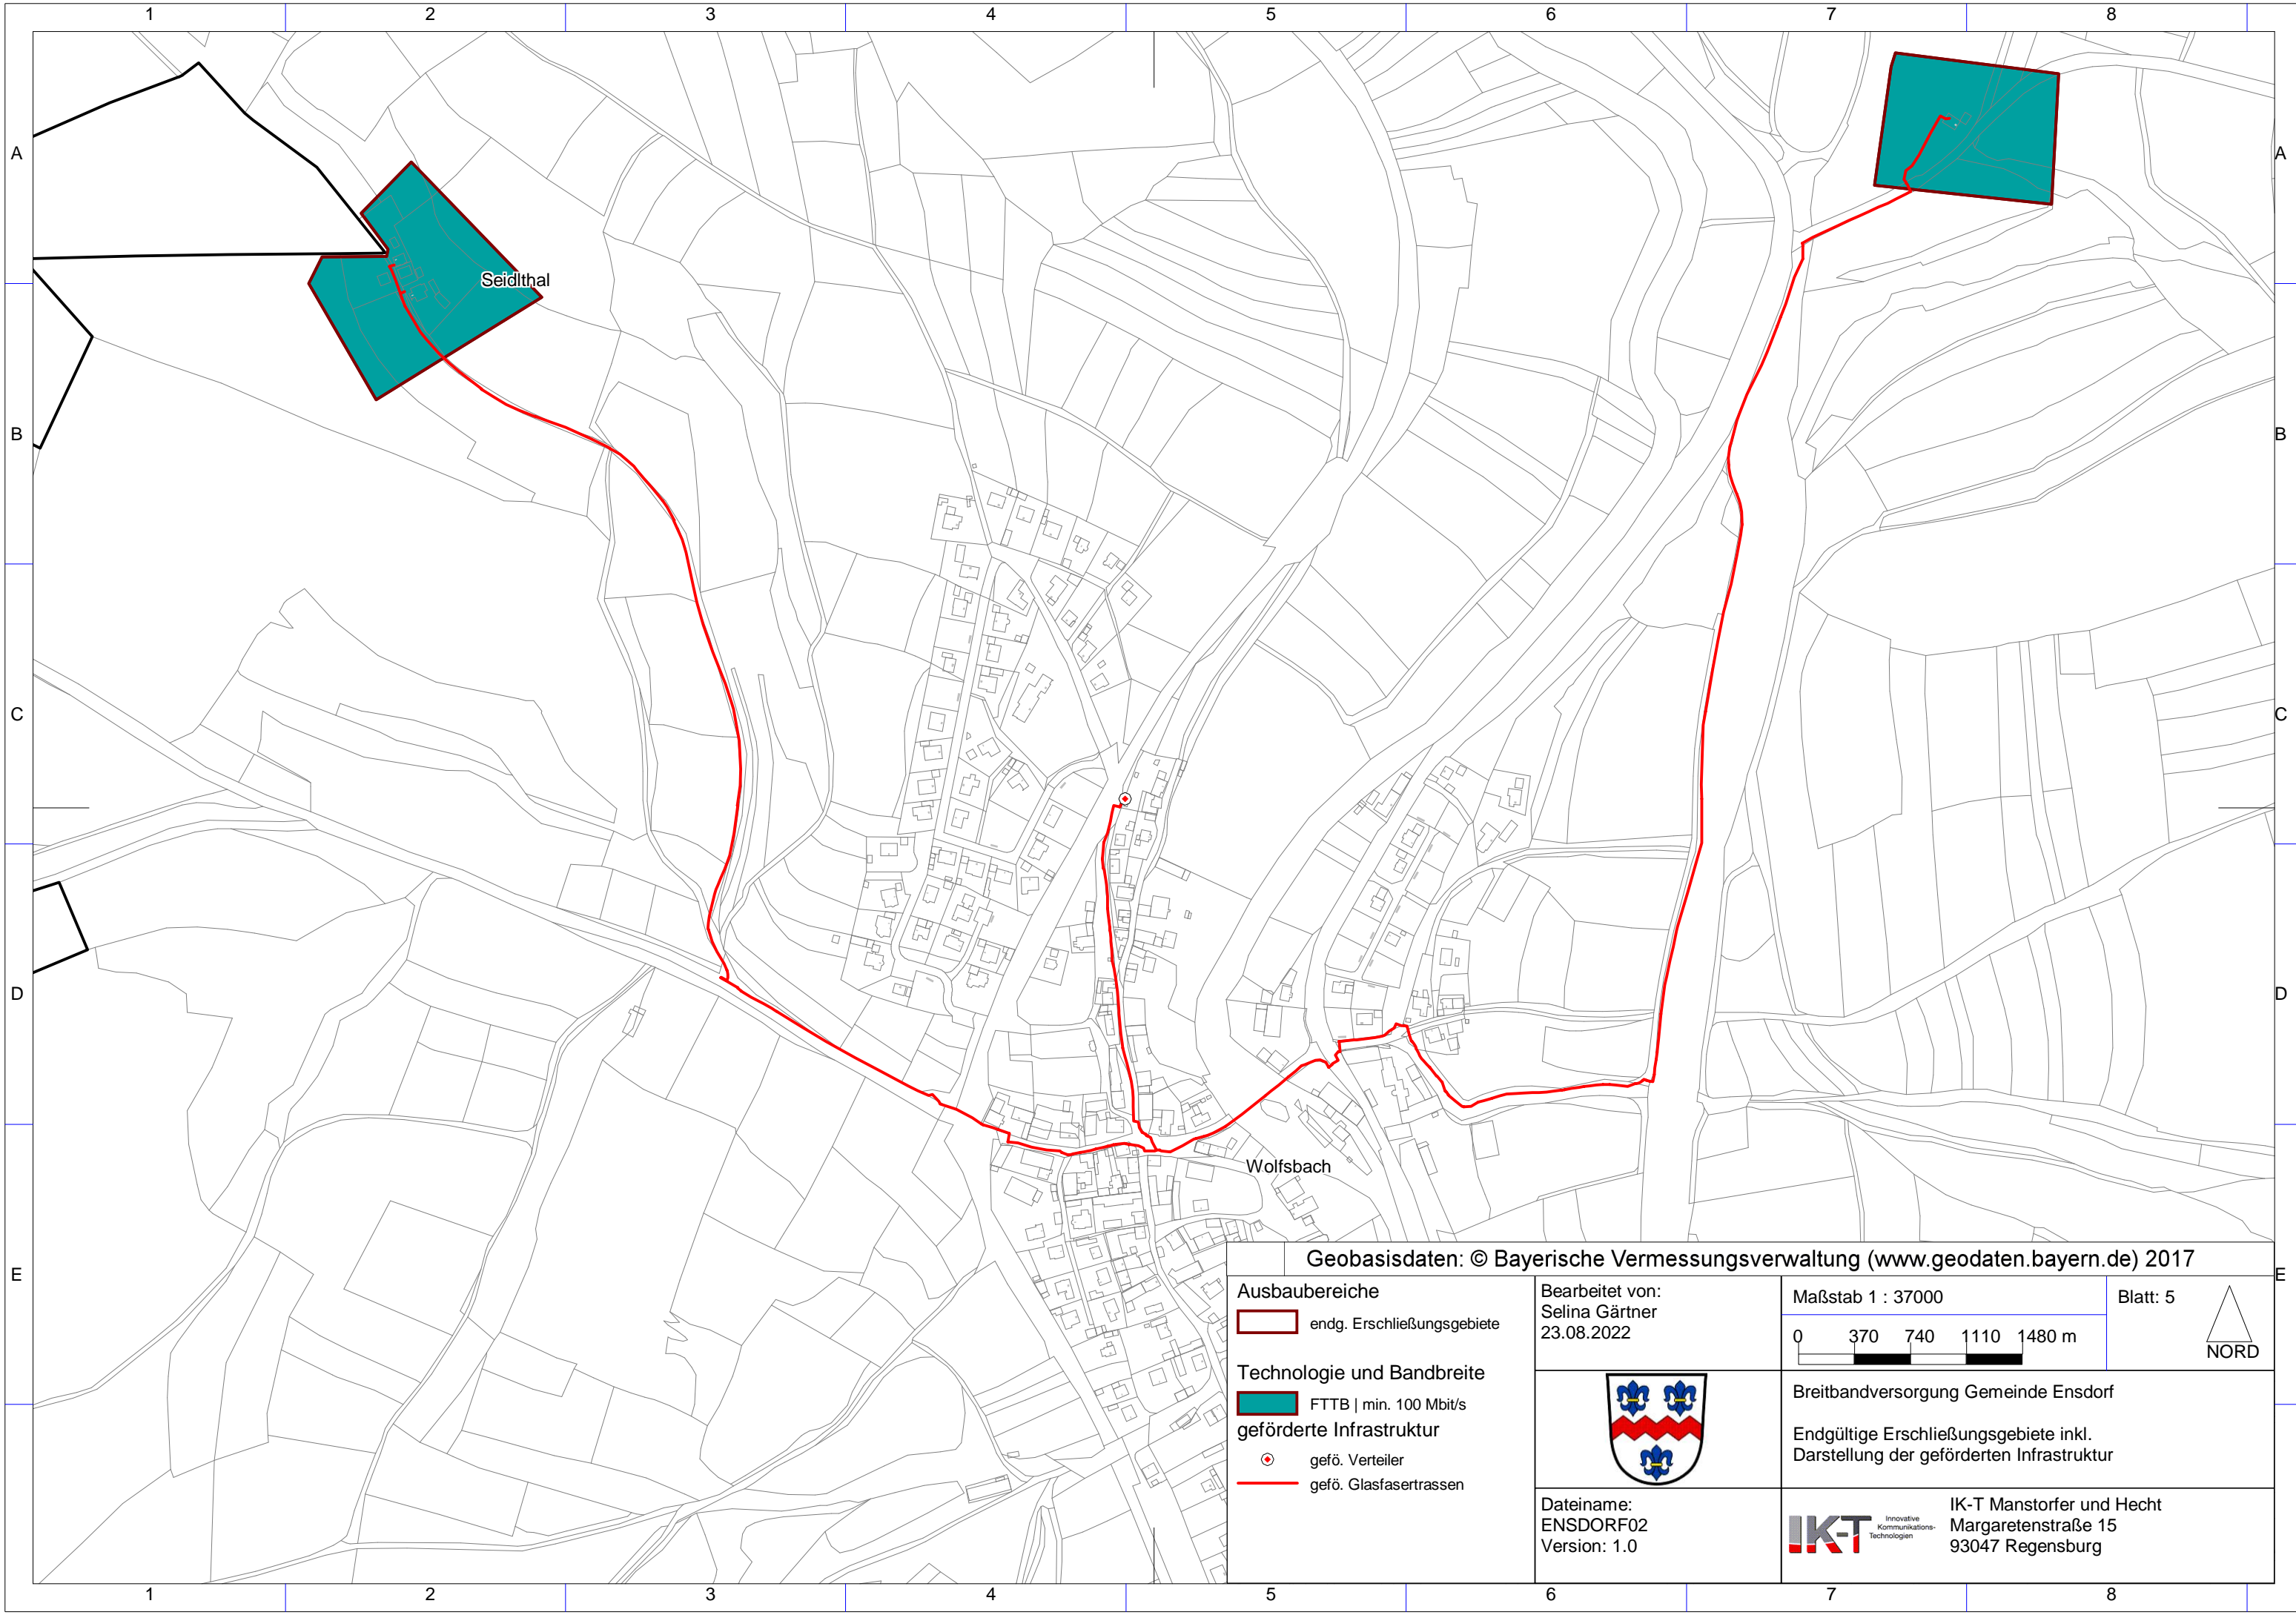 1 2 3 4 5 6 7 8
A A
Seidlthal
B B
C C
D D
Wolfsbach
E E
Geobasisdaten: © Bayerische Vermessungsverwaltung (www.geodaten.bayern.de) 2017
Ausbaubereiche
endg. Erschließungsgebiete
Technologie und Bandbreite
FTTB | min. 100 Mbit/s
geförderte Infrastruktur
gefö. Verteiler
gefö. Glasfasertrassen
Bearbeitet von:
Selina Gärtner
23.08.2022
Maßstab 1 : 37000
Blatt: 5
0 370 740 1110 1480 m
NORD
Breitbandversorgung Gemeinde Ensdorf
Endgültige Erschließungsgebiete inkl.
Darstellung der geförderten Infrastruktur
Dateiname:
ENSDORF02
Version: 1.0
IK-T
Innovative
Kommunikations-
Technologien
IK-T Manstorfer und Hecht
Margaretenstraße 15
93047 Regensburg
1 2 3 4 5 6 7 8